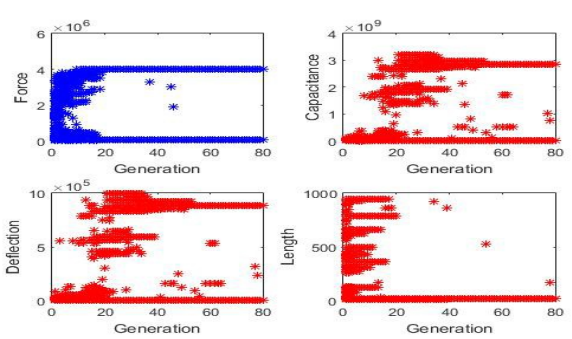 × 10^6
6
4
2
0
Force
0 20 40 60 80
Generation
× 10^9
4
3
2
1
0
Capacitance
0 20 40 60 80
Generation
× 10^5
10
5
0
Deflection
0 20 40 60 80
Generation
1000
500
0
Length
0 20 40 60 80
Generation